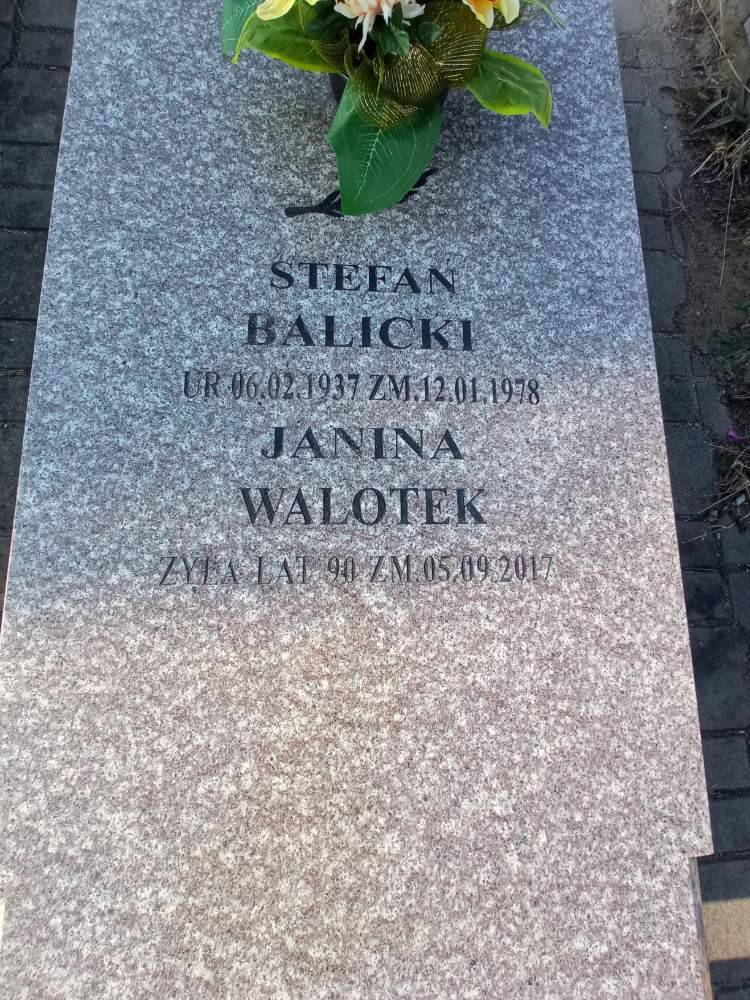 STEFAN
BALICKI
UR 06.02.1937 ZM.12.01.1978
JANINA
WALOTEK
ŻYŁA LAT 90 ZM.05.09.2017